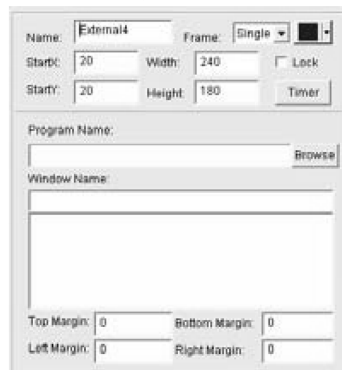 Name: External4 Frame: Single
StartX: 20 Width: 240 Lock
StartY: 20 Height: 180 Timer
Program Name:
Browse
Window Name:
Top Margin: 0 Bottom Margin: 0
Left Margin: 0 Right Margin: 0